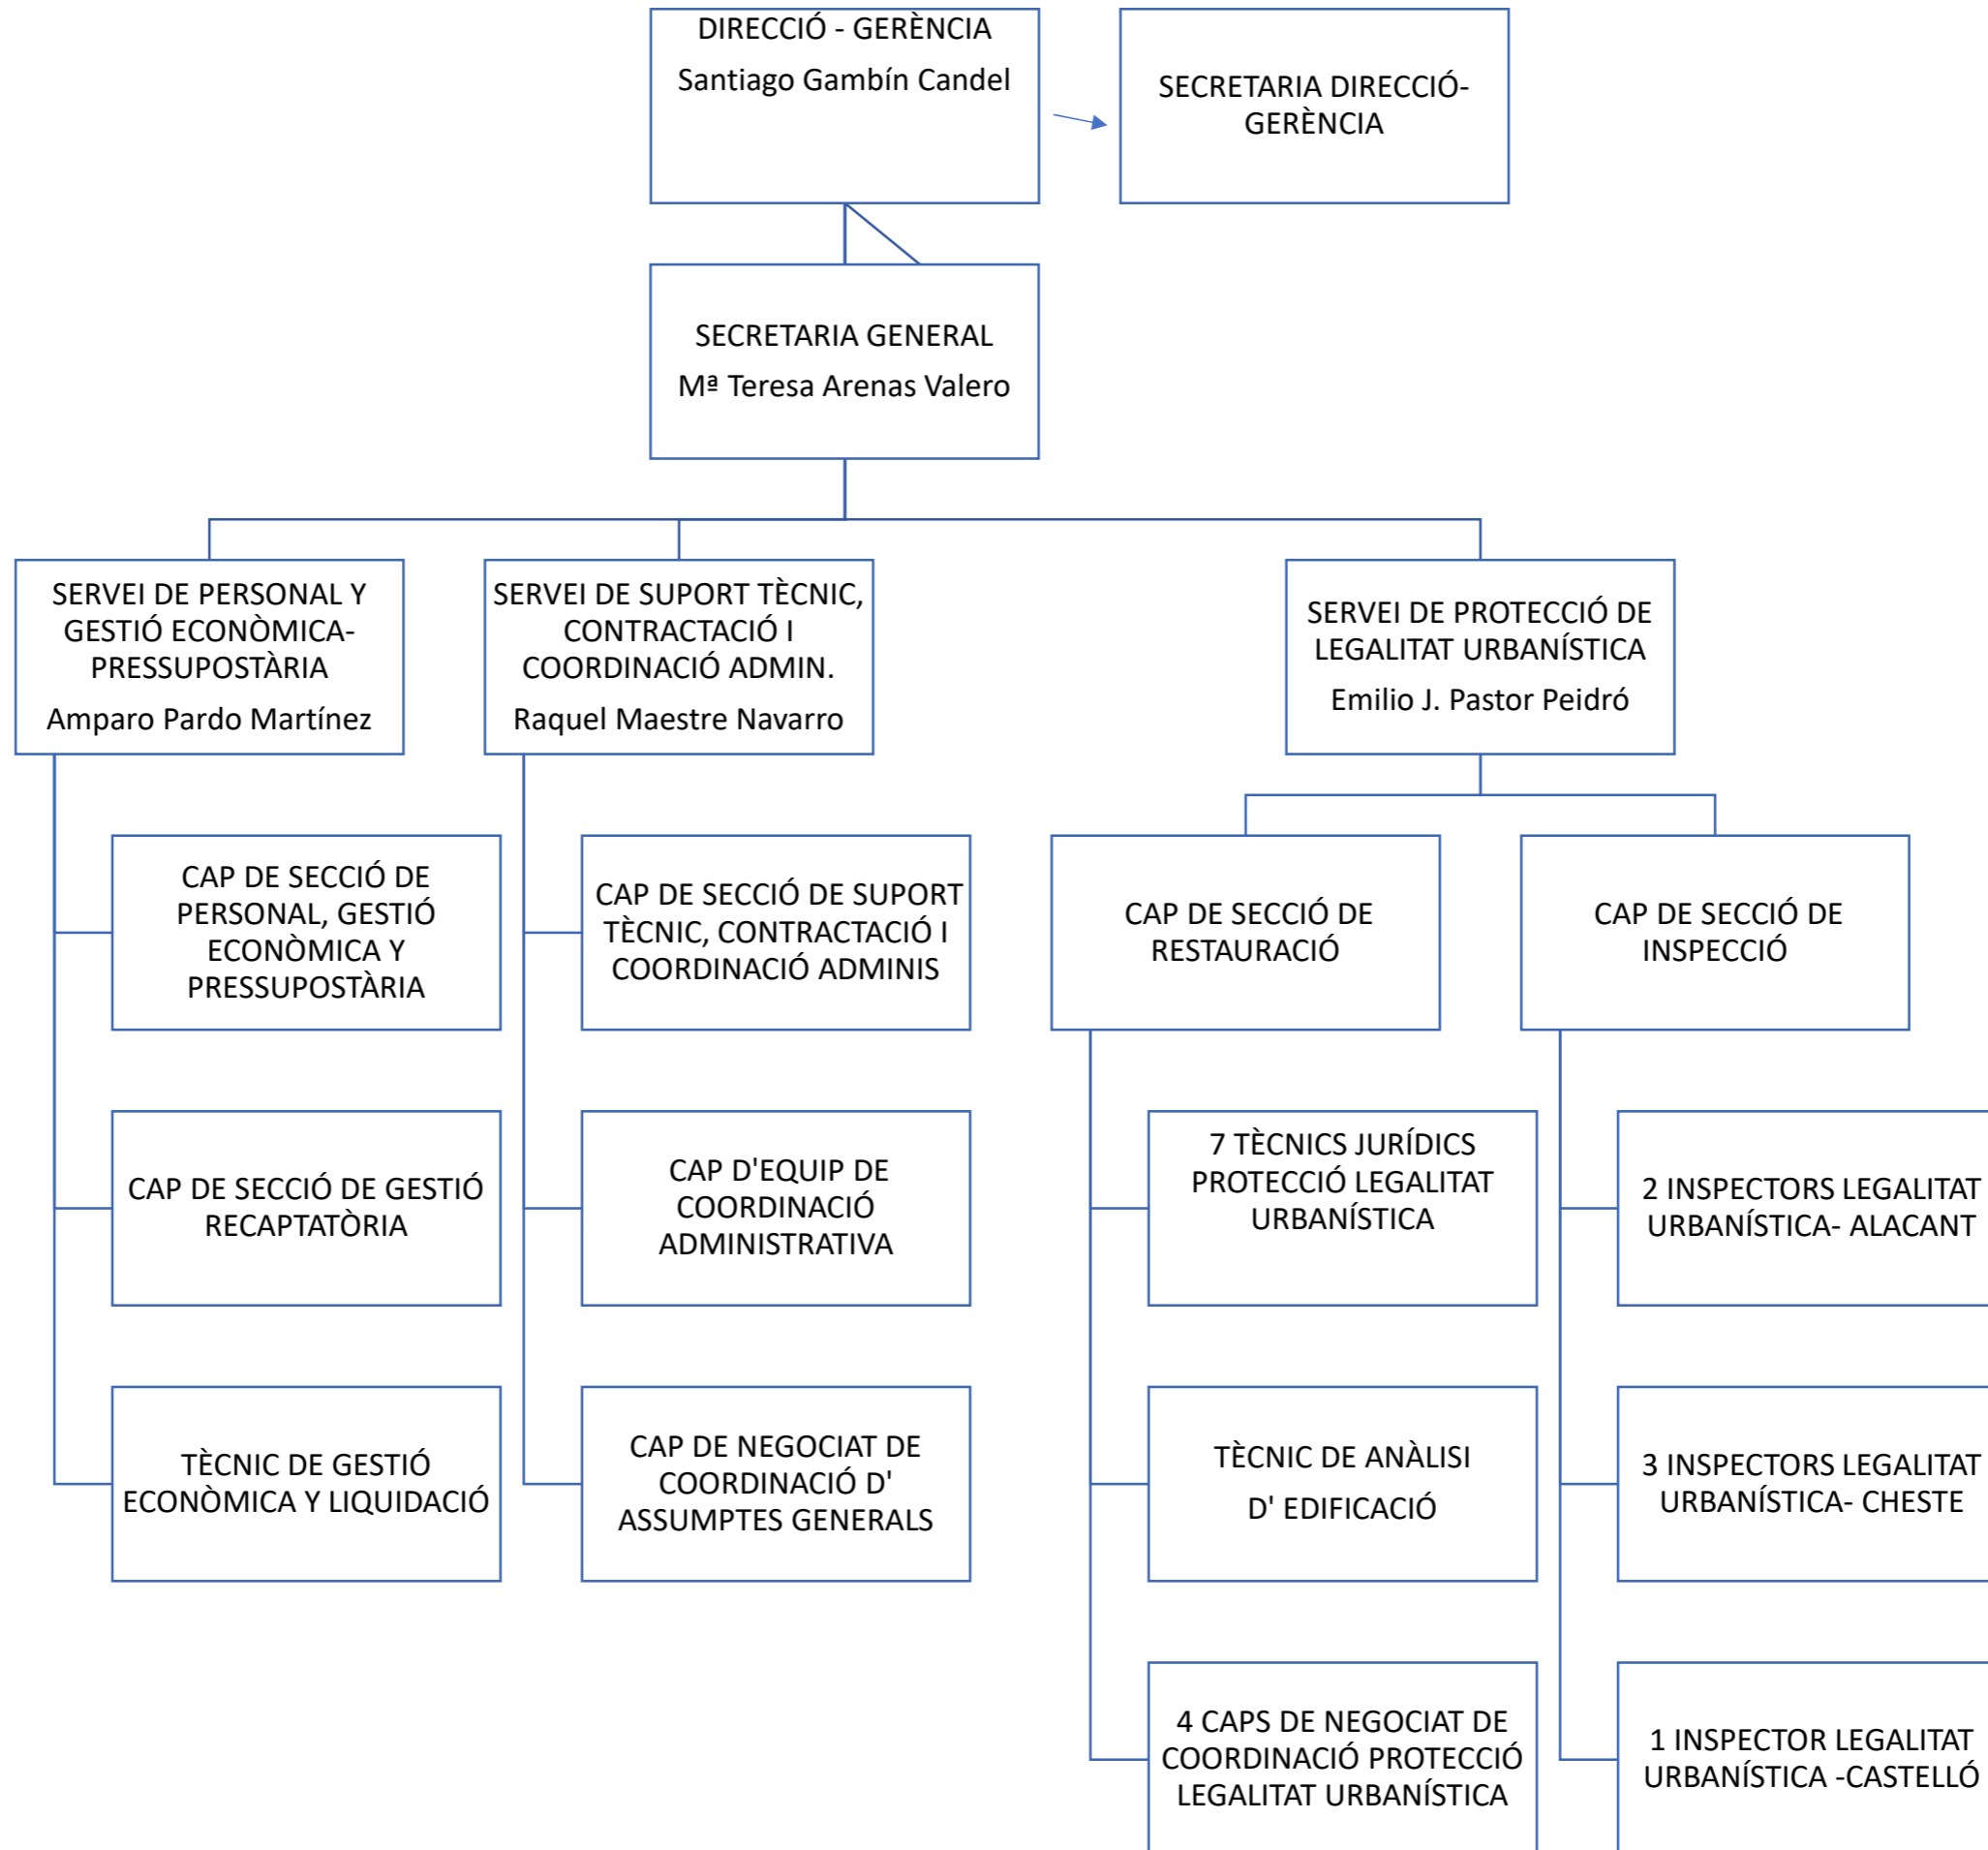 DIRECCIÓ - GERÈNCIA
Santiago Gambín Candel
SECRETARIA DIRECCIÓ-
GERÈNCIA
SECRETARIA GENERAL
Mª Teresa Arenas Valero
SERVEI DE PERSONAL Y
GESTIÓ ECONÒMICA-
PRESSUPOSTÀRIA
Amparo Pardo Martínez
SERVEI DE SUPORT TÈCNIC,
CONTRACTACIÓ I
COORDINACIÓ ADMIN.
Raquel Maestre Navarro
SERVEI DE PROTECCIÓ DE
LEGALITAT URBANÍSTICA
Emilio J. Pastor Peidró
CAP DE SECCIÓ DE
PERSONAL, GESTIÓ
ECONÒMICA Y
PRESSUPOSTÀRIA
CAP DE SECCIÓ DE SUPORT
TÈCNIC, CONTRACTACIÓ I
COORDINACIÓ ADMINIS
CAP DE SECCIÓ DE
RESTAURACIÓ
CAP DE SECCIÓ DE
INSPECCIÓ
CAP DE SECCIÓ DE GESTIÓ
RECAPTATÒRIA
CAP D'EQUIP DE
COORDINACIÓ
ADMINISTRATIVA
7 TÈCNICS JURÍDICS
PROTECCIÓ LEGALITAT
URBANÍSTICA
2 INSPECTORS LEGALITAT
URBANÍSTICA- ALACANT
TÈCNIC DE GESTIÓ
ECONÒMICA Y LIQUIDACIÓ
CAP DE NEGOCIAT DE
COORDINACIÓ D'
ASSUMPTES GENERALS
TÈCNIC DE ANÀLISI
D' EDIFICACIÓ
3 INSPECTORS LEGALITAT
URBANÍSTICA- CHESTE
4 CAPS DE NEGOCIAT DE
COORDINACIÓ PROTECCIÓ
LEGALITAT URBANÍSTICA
1 INSPECTOR LEGALITAT
URBANÍSTICA -CASTELLÓ